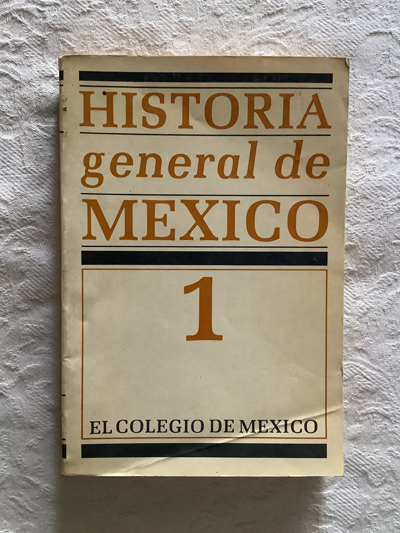 HISTORIA
general de
MEXICO
1
EL COLEGIO DE MEXICO